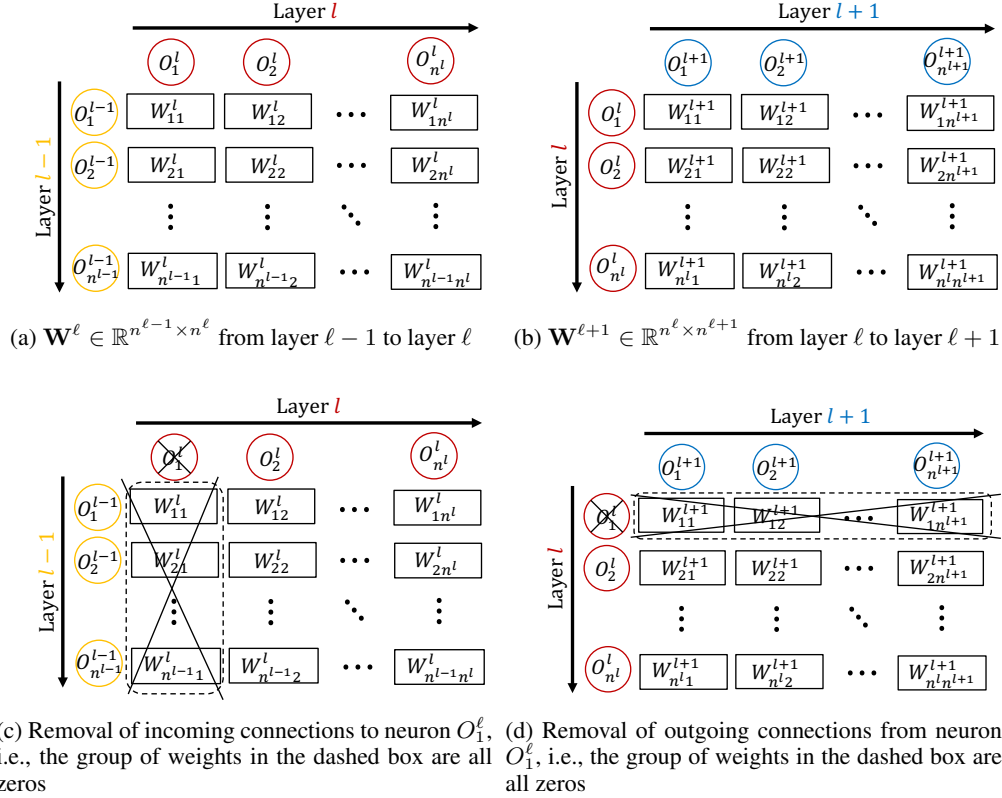 Layer l
O_1^l O_2^l O_{n^l}^l
Layer l − 1
O_1^{l−1} W_{11}^l W_{12}^l ⋯ W_{1n^l}^l
O_2^{l−1} W_{21}^l W_{22}^l ⋯ W_{2n^l}^l
⋮ ⋮ ⋱ ⋮
O_{n^{l−1}}^{l−1} W_{n^{l−1}1}^l W_{n^{l−1}2}^l ⋯ W_{n^{l−1}n^l}^l
(a) W^ℓ ∈ ℝ^{n^{ℓ−1}×n^ℓ} from layer ℓ − 1 to layer ℓ
Layer l + 1
O_1^{l+1} O_2^{l+1} O_{n^{l+1}}^{l+1}
Layer l
O_1^l W_{11}^{l+1} W_{12}^{l+1} ⋯ W_{1n^{l+1}}^{l+1}
O_2^l W_{21}^{l+1} W_{22}^{l+1} ⋯ W_{2n^{l+1}}^{l+1}
⋮ ⋮ ⋱ ⋮
O_{n^l}^l W_{n^l1}^{l+1} W_{n^l2}^{l+1} ⋯ W_{n^ln^{l+1}}^{l+1}
(b) W^{ℓ+1} ∈ ℝ^{n^ℓ×n^{ℓ+1}} from layer ℓ to layer ℓ + 1
Layer l
O_1^l O_2^l O_{n^l}^l
Layer l − 1
O_1^{l−1} W_{11}^l W_{12}^l ⋯ W_{1n^l}^l
O_2^{l−1} W_{21}^l W_{22}^l ⋯ W_{2n^l}^l
⋮ ⋮ ⋱ ⋮
O_{n^{l−1}}^{l−1} W_{n^{l−1}1}^l W_{n^{l−1}2}^l ⋯ W_{n^{l−1}n^l}^l
(c) Removal of incoming connections to neuron O_1^ℓ,
i.e., the group of weights in the dashed box are all
zeros
Layer l + 1
O_1^{l+1} O_2^{l+1} O_{n^{l+1}}^{l+1}
Layer l
O_1^l W_{11}^{l+1} W_{12}^{l+1} ⋯ W_{1n^{l+1}}^{l+1}
O_2^l W_{21}^{l+1} W_{22}^{l+1} ⋯ W_{2n^{l+1}}^{l+1}
⋮ ⋮ ⋱ ⋮
O_{n^l}^l W_{n^l1}^{l+1} W_{n^l2}^{l+1} ⋯ W_{n^ln^{l+1}}^{l+1}
(d) Removal of outgoing connections from neuron
O_1^ℓ, i.e., the group of weights in the dashed box are
all zeros